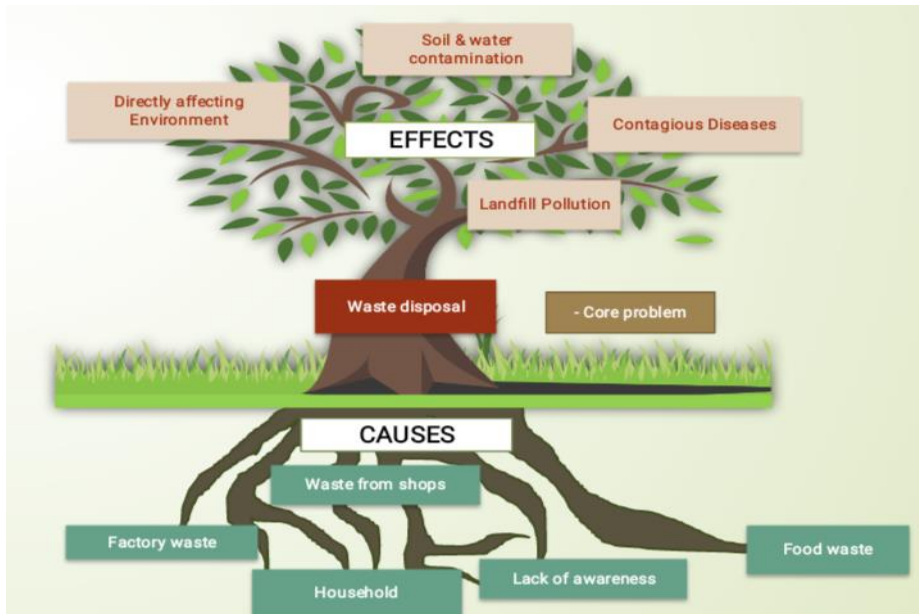 Soil & water
contamination
Directly affecting
Environment
EFFECTS
Contagious Diseases
Landfill Pollution
Waste disposal
- Core problem
CAUSES
Waste from shops
Factory waste
Food waste
Household
Lack of awareness